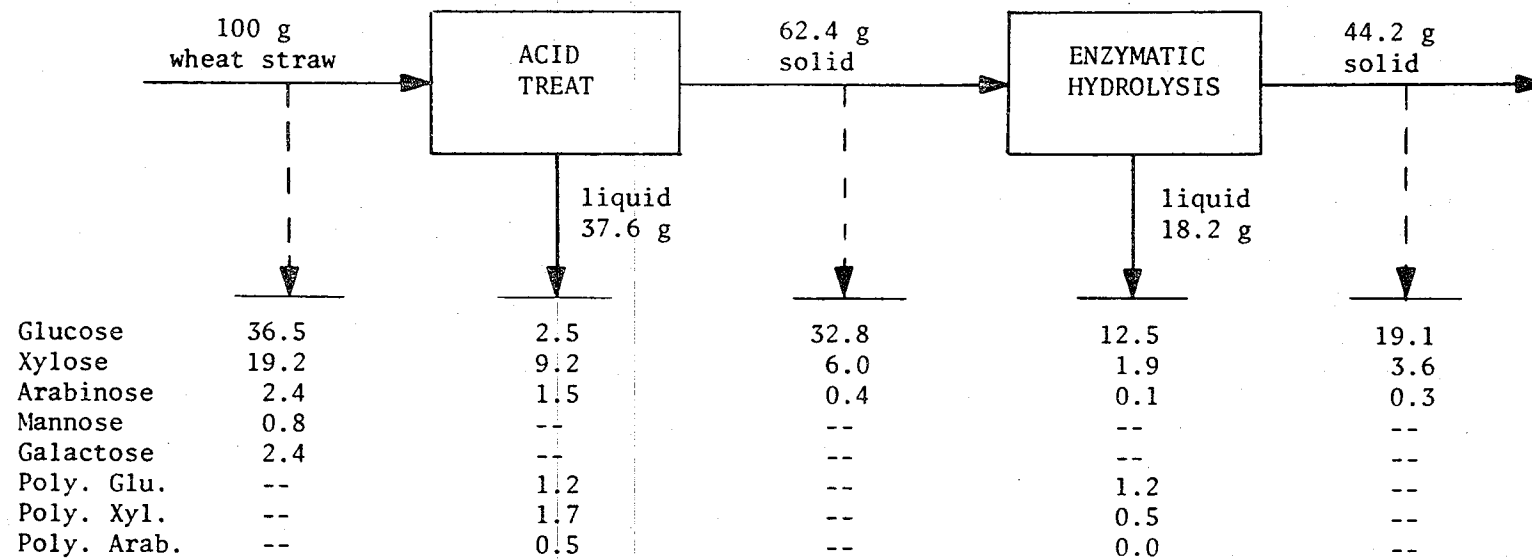 100 g
wheat straw
ACID
TREAT
62.4 g
solid
ENZYMATIC
HYDROLYSIS
44.2 g
solid
liquid
37.6 g
liquid
18.2 g
Glucose 36.5 2.5 32.8 12.5 19.1
Xylose 19.2 9.2 6.0 1.9 3.6
Arabinose 2.4 1.5 0.4 0.1 0.3
Mannose 0.8 -- -- -- --
Galactose 2.4 -- -- -- --
Poly. Glu. -- 1.2 -- 1.2 --
Poly. Xyl. -- 1.7 -- 0.5 --
Poly. Arab. -- 0.5 -- 0.0 --